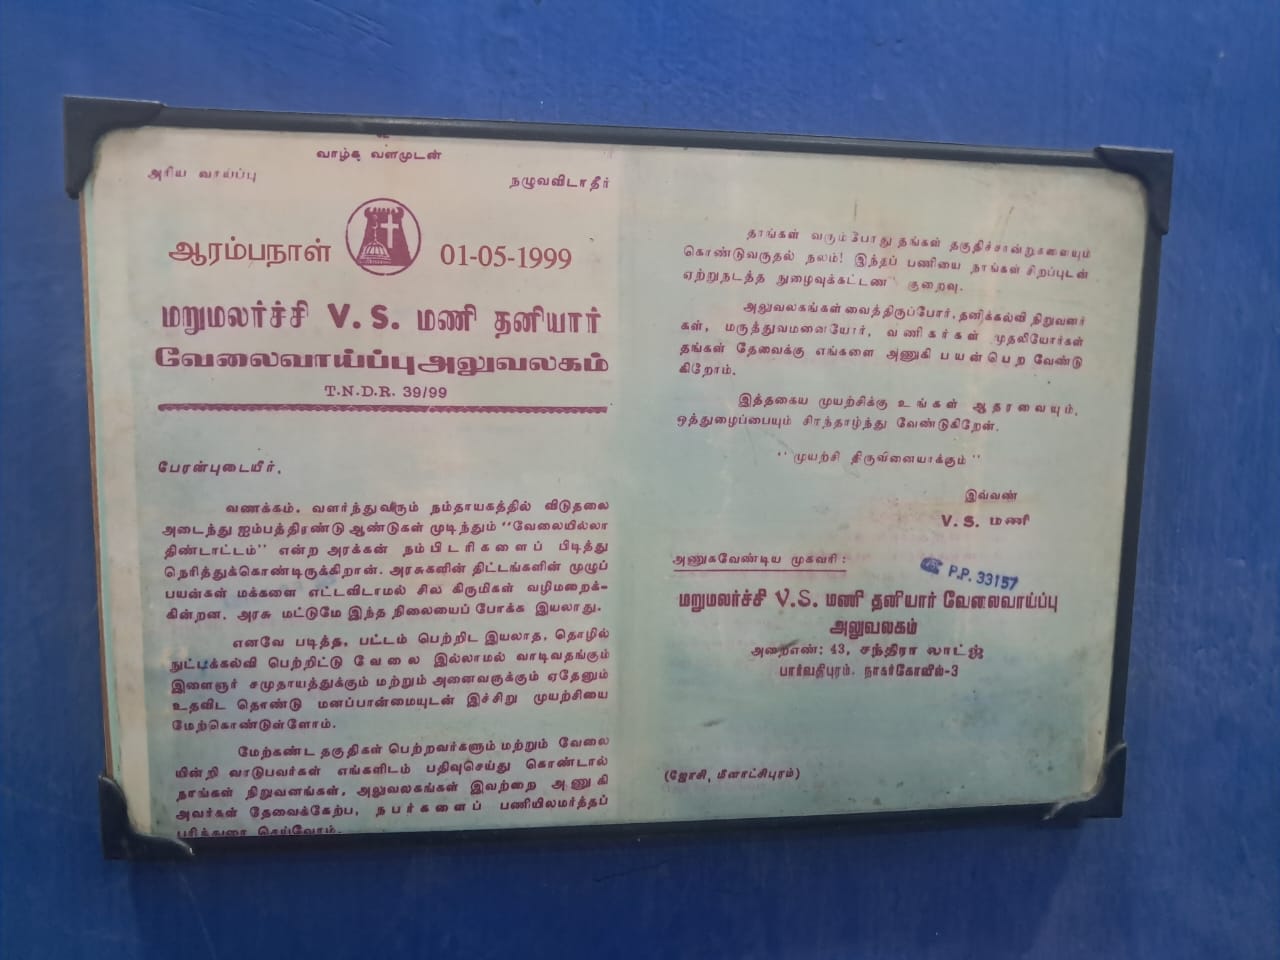 வாழ்க வளமுடன்
அரிய வாய்ப்பு
நழுவவிடாதீர்
ஆரம்பநாள் 01-05-1999
மறுமலர்ச்சி V. S. மணி தனியார்
வேலைவாய்ப்பு அலுவலகம்
T.N.D.R. 39/99
பேரன்புடையீர்,
வணக்கம். வளர்ந்துவரும் நம்தாயகத்தில் விடுதலை
அடைந்து ஐம்பத்திரண்டு ஆண்டுகள் முடிந்தும் "வேலையில்லா
திண்டாட்டம்" என்ற அரக்கன் நம்பிடரிகளைப் பிடித்து
நெரித்துக்கொண்டிருக்கிறான். அரசுகளின் திட்டங்களின் முழுப்
பயன்கள் மக்களை எட்டவிடாமல் சில கிருமிகள் வழிமறைக்-
கின்றன. அரசு மட்டுமே இந்த நிலையைப் போக்க இயலாது.
எனவே படித்த, பட்டம் பெற்றிட இயலாத, தொழில்
நுட்பக்கல்வி பெற்றிட்டு வேலை இல்லாமல் வாடிவதங்கும்
இளைஞர் சமுதாயத்துக்கும் மற்றும் அனைவருக்கும் ஏதேனும்
உதவிட தொண்டு மனப்பான்மையுடன் இச்சிறு முயற்சியை
மேற்கொண்டுள்ளோம்.
மேற்கண்ட தகுதிகள் பெற்றவர்களும் மற்றும் வேலை
யின்றி வாடுபவர்கள் எங்களிடம் பதிவுசெய்து கொண்டால்
நாங்கள் நிறுவனங்கள், அலுவலகங்கள் இவற்றை அணுகி
அவர்கள் தேவைக்கேற்ப, நபர்களைப் பணியிலமர்த்தப்
பரிந்துரை செய்வோம்.
தாங்கள் வரும்போது தங்கள் தகுதிச்சான்றுகளையும்
கொண்டுவருதல் நலம்! இந்தப் பணியை நாங்கள் சிறப்புடன்
ஏற்றுநடத்த நுழைவுக்கட்டண குறைவு.
அலுவலகங்கள் வைத்திருப்போர், தனிக்கல்வி நிறுவனர்
கள், மருத்துவமனையோர், வணிகர்கள் முதலியோர்கள்
தங்கள் தேவைக்கு எங்களை அணுகி பயன்பெற வேண்டு
கிறோம்.
இத்தகைய முயற்சிக்கு உங்கள் ஆதரவையும்,
ஒத்துழைப்பையும் சிரந்தாழ்ந்து வேண்டுகிறேன்.
"முயற்சி திருவினையாக்கும்"
இவ்வண்
V.S. மணி
அணுகவேண்டிய முகவரி :
☎ P.P. 33157
மறுமலர்ச்சி V.S. மணி தனியார் வேலைவாய்ப்பு
அலுவலகம்
அறைஎண்: 43, சந்திரா லாட்ஜ்
பார்வதிபுரம், நாகர்கோவில்-3
(ஜோசி, மீனாட்சிபுரம்)